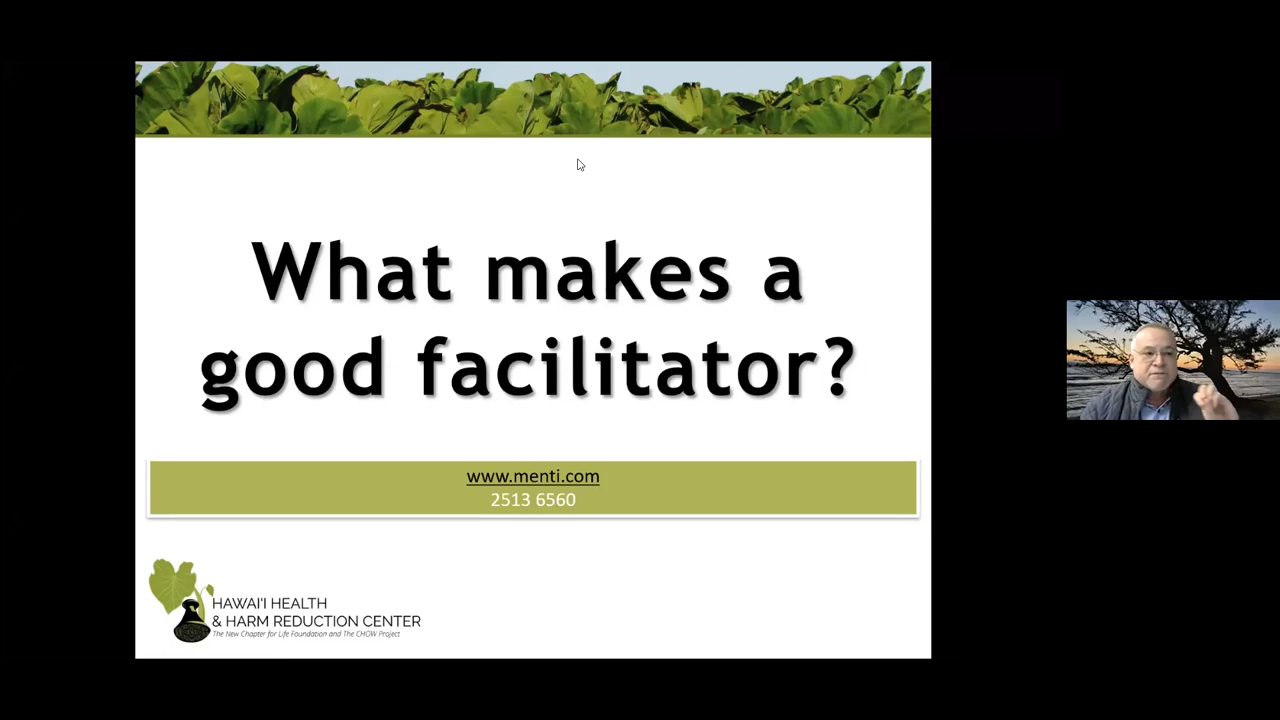 What makes a
good facilitator?
www.menti.com
2513 6560
HAWAI'I HEALTH
& HARM REDUCTION CENTER
The New Chapter for Life Foundation and The CHOW Project